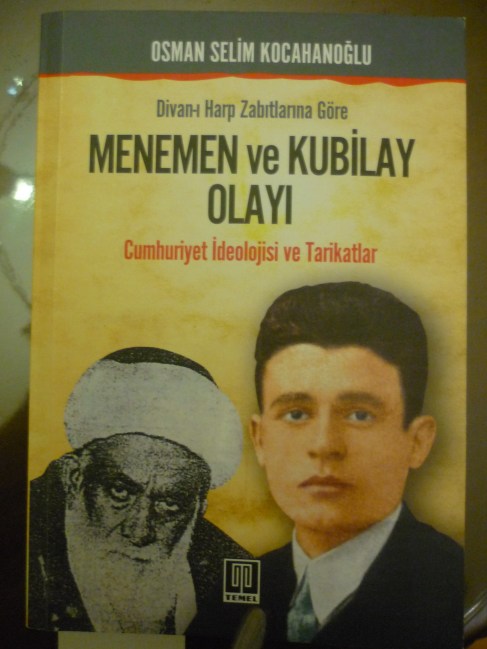 OSMAN SELİM KOCAHANOĞLU
Divan-ı Harp Zabıtlarına Göre
MENEMEN ve KUBİLAY
OLAYI
Cumhuriyet İdeolojisi ve Tarikatlar
TEMEL